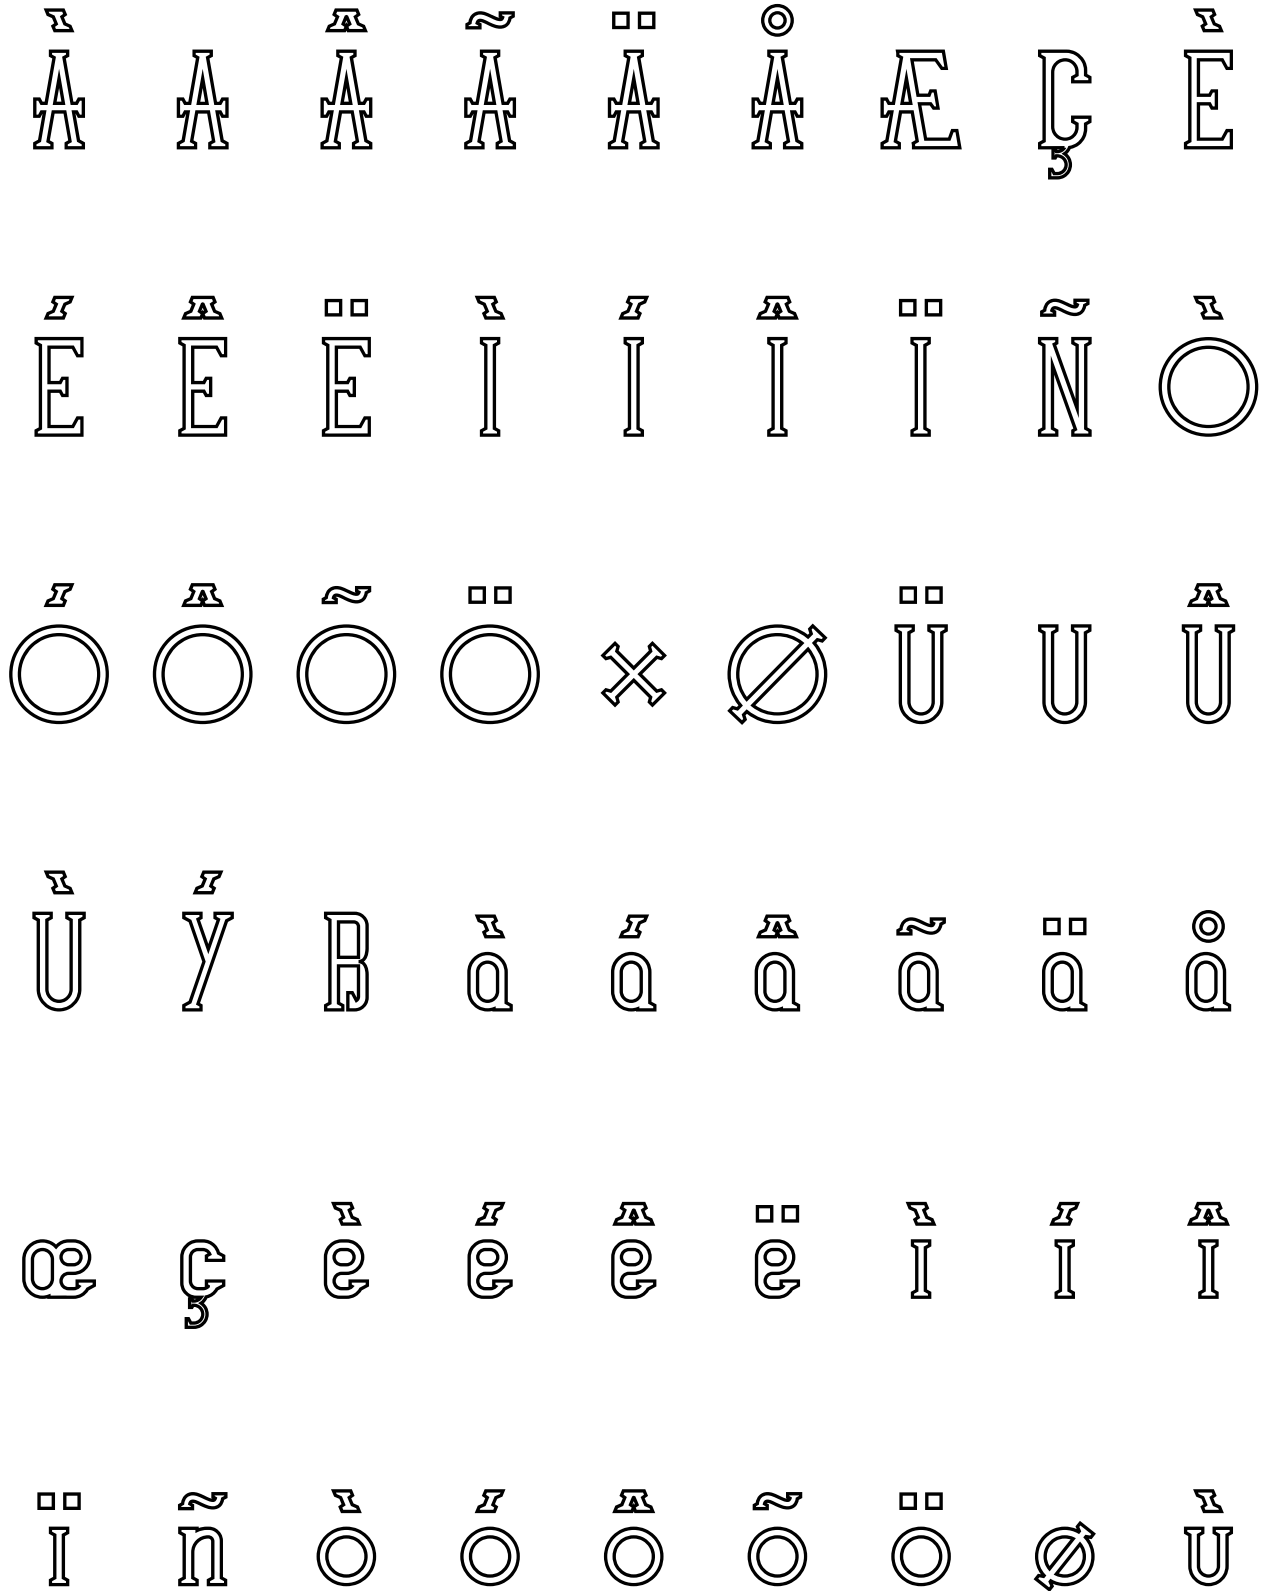 À A Â Ã Ä Å Æ Ç È
É Ê Ë Ì Í Î Ï Ñ Ò
Ó Ô Õ Ö × Ø Ü U Û
Ù Ý ß à á â ã ä å
æ ç è é ê ë ì í î
ï ñ ò ó ô õ ö ø ù